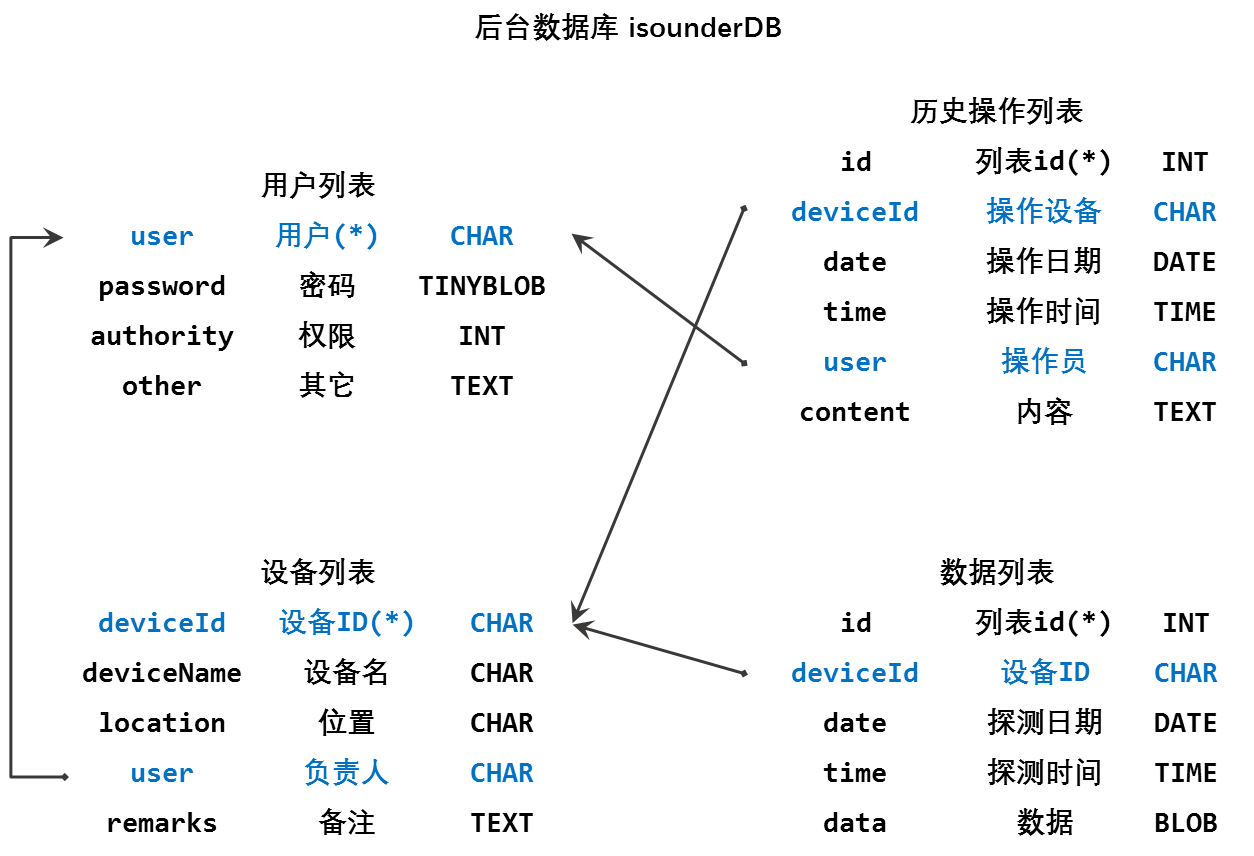 后台数据库 isounderDB
用户列表
user 用户(*) CHAR
password 密码 TINYBLOB
authority 权限 INT
other 其它 TEXT
历史操作列表
id 列表id(*) INT
deviceId 操作设备 CHAR
date 操作日期 DATE
time 操作时间 TIME
user 操作员 CHAR
content 内容 TEXT
设备列表
deviceId 设备ID(*) CHAR
deviceName 设备名 CHAR
location 位置 CHAR
user 负责人 CHAR
remarks 备注 TEXT
数据列表
id 列表id(*) INT
deviceId 设备ID CHAR
date 探测日期 DATE
time 探测时间 TIME
data 数据 BLOB